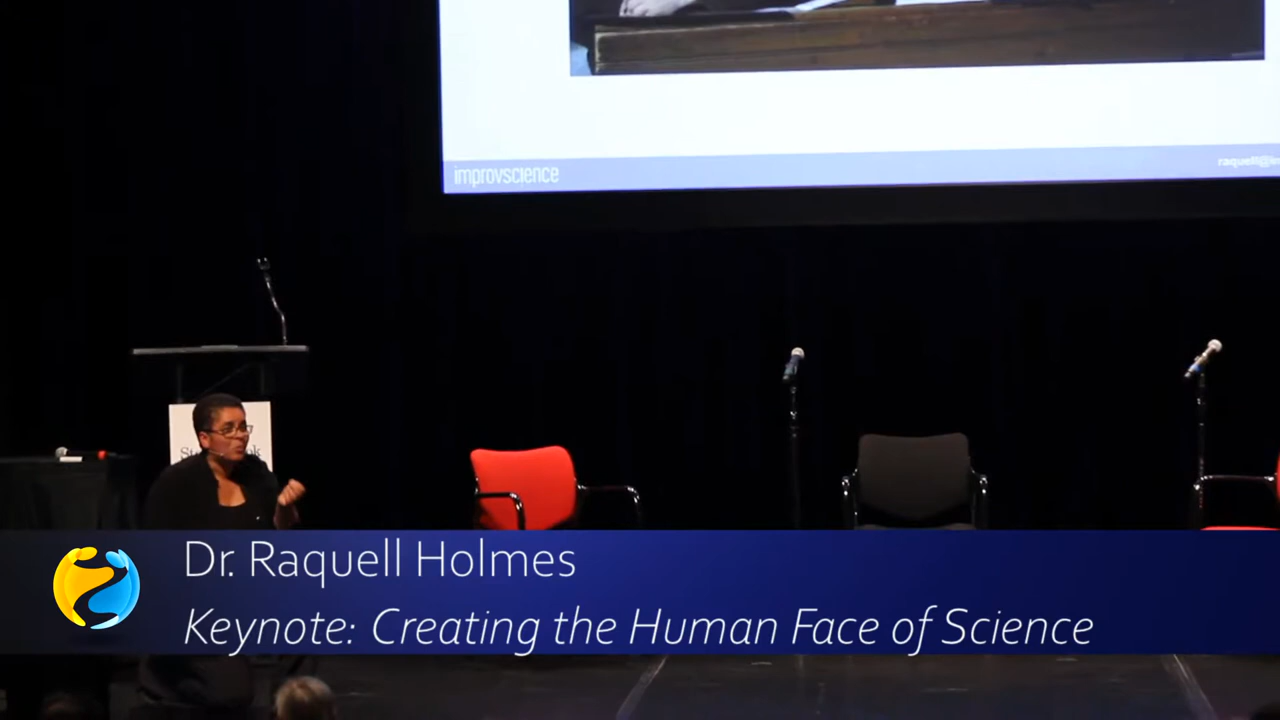 improvscience
Dr. Raquell Holmes
Keynote: Creating the Human Face of Science